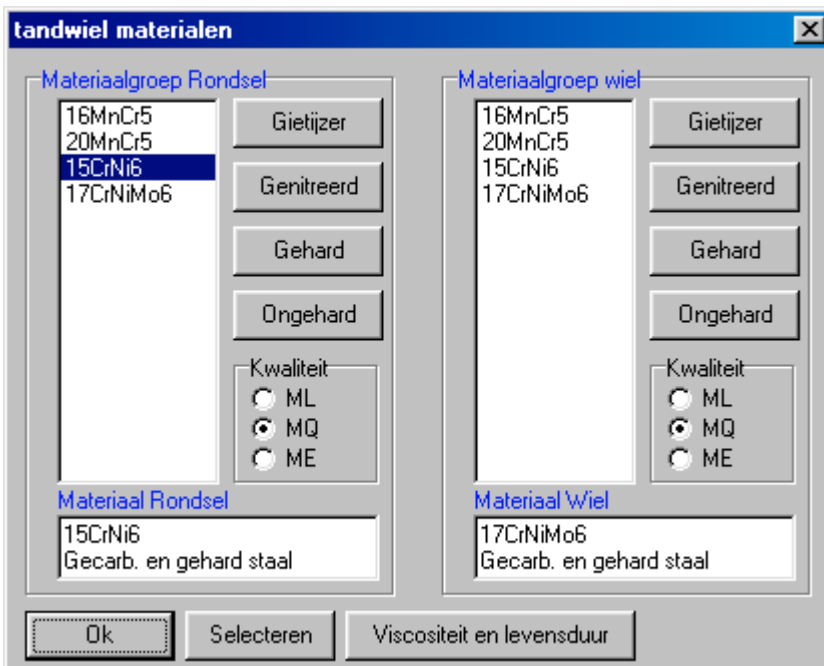 tandwiel materialen
Materiaalgroep Rondsel
16MnCr5
20MnCr5
15CrNi6
17CrNiMo6
Gietijzer
Genitreerd
Gehard
Ongehard
Kwaliteit
ML
MQ
ME
Materiaal Rondsel
15CrNi6
Gecarb. en gehard staal
Materiaalgroep wiel
16MnCr5
20MnCr5
15CrNi6
17CrNiMo6
Gietijzer
Genitreerd
Gehard
Ongehard
Kwaliteit
ML
MQ
ME
Materiaal Wiel
17CrNiMo6
Gecarb. en gehard staal
Ok
Selecteren
Viscositeit en levensduur